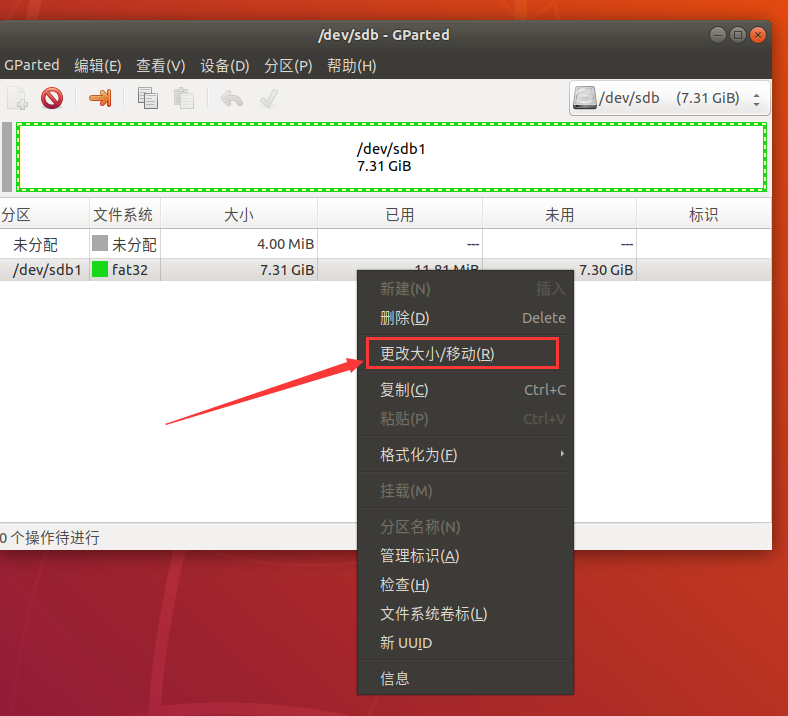 /dev/sdb - GParted
GParted 编辑(E) 查看(V) 设备(D) 分区(P) 帮助(H)
/dev/sdb (7.31 GiB)
/dev/sdb1
7.31 GiB
分区 文件系统 大小 已用 未用 标识
未分配 未分配 4.00 MiB --- ---
/dev/sdb1 fat32 7.31 GiB 11.81 MiB 7.30 GiB
新建(N) 插入
删除(D) Delete
更改大小/移动(R)
复制(C) Ctrl+C
粘贴(P) Ctrl+V
格式化为(F)
挂载(M)
分区名称(N)
管理标识(A)
检查(H)
文件系统卷标(L)
新 UUID
信息
0 个操作待进行